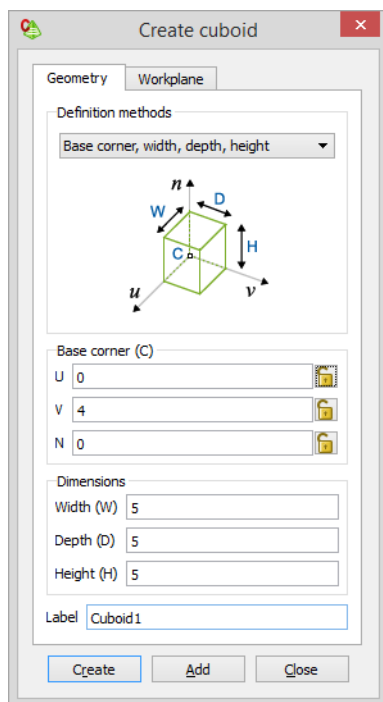 Create cuboid
Geometry Workplane
Definition methods
Base corner, width, depth, height
n
D
W
C
H
u
v
Base corner (C)
U 0
V 4
N 0
Dimensions
Width (W) 5
Depth (D) 5
Height (H) 5
Label Cuboid1
Create Add Close